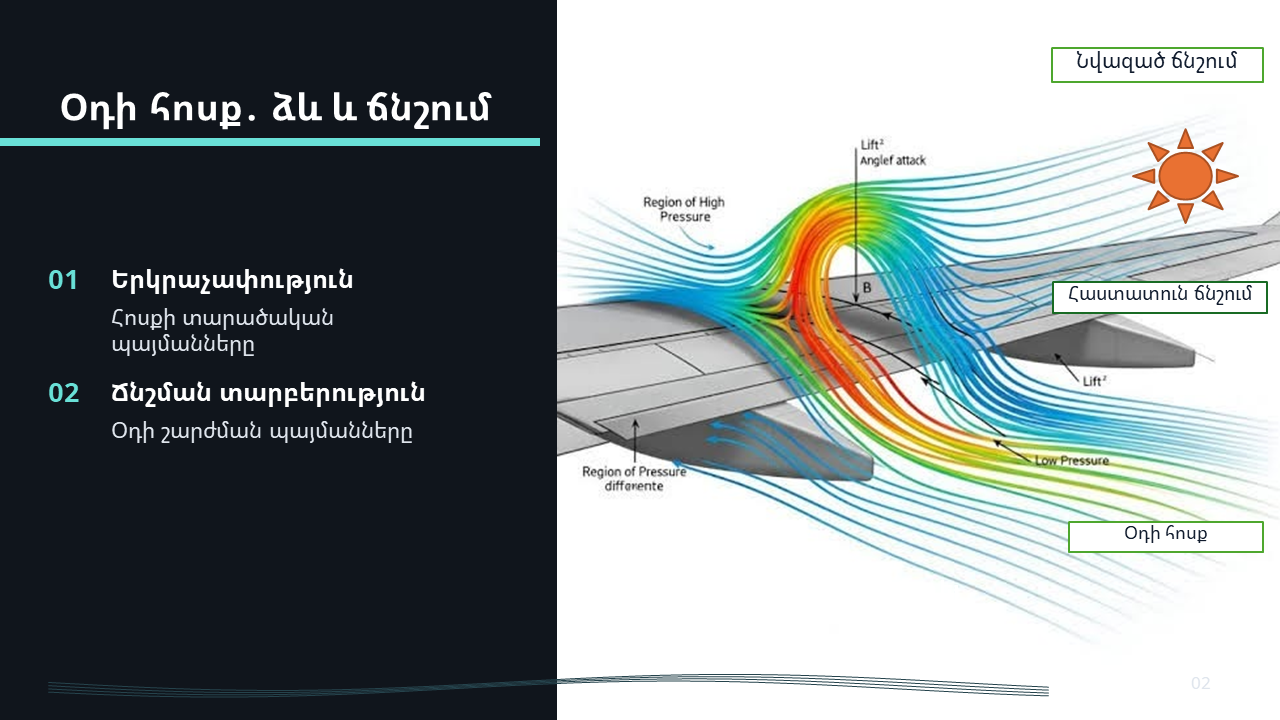 Օդի հոսք. ձև և ճնշում
01 Երկրաչափություն
Հոսքի տարածական
պայմանները
02 Ճնշման տարբերություն
Օդի շարժման պայմանները
Նվազած ճնշում
Lift²
Anglef attack
Region of High
Pressure
B
Հաստատուն ճնշում
Lift²
Low Pressure
Region of Pressure
differente
Օդի հոսք
02